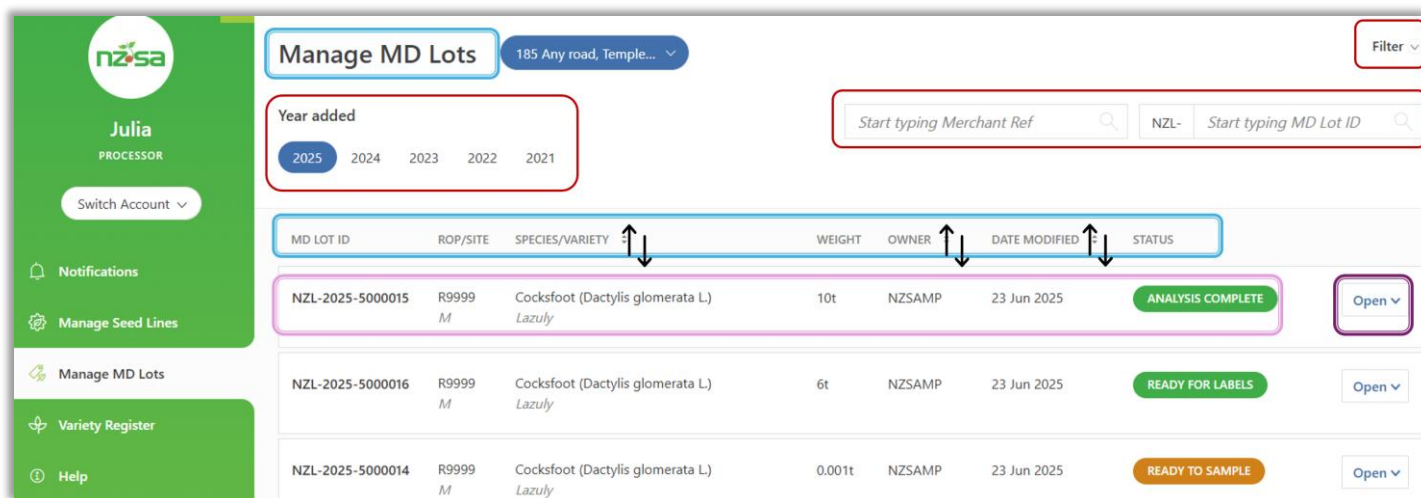 nzsa
Julia
PROCESSOR
Switch Account
Notifications
Manage Seed Lines
Manage MD Lots
Variety Register
Help
Manage MD Lots
185 Any road, Temple...
Filter
Year added
2025 2024 2023 2022 2021
Start typing Merchant Ref
NZL- Start typing MD Lot ID
MD LOT ID ROP/SITE SPECIES/VARIETY WEIGHT OWNER DATE MODIFIED STATUS
NZL-2025-5000015 R9999 Cocksfoot (Dactylis glomerata L.) 10t NZSAMP 23 Jun 2025 ANALYSIS COMPLETE Open
M Lazuly
NZL-2025-5000016 R9999 Cocksfoot (Dactylis glomerata L.) 6t NZSAMP 23 Jun 2025 READY FOR LABELS Open
M Lazuly
NZL-2025-5000014 R9999 Cocksfoot (Dactylis glomerata L.) 0.001t NZSAMP 23 Jun 2025 READY TO SAMPLE Open
M Lazuly